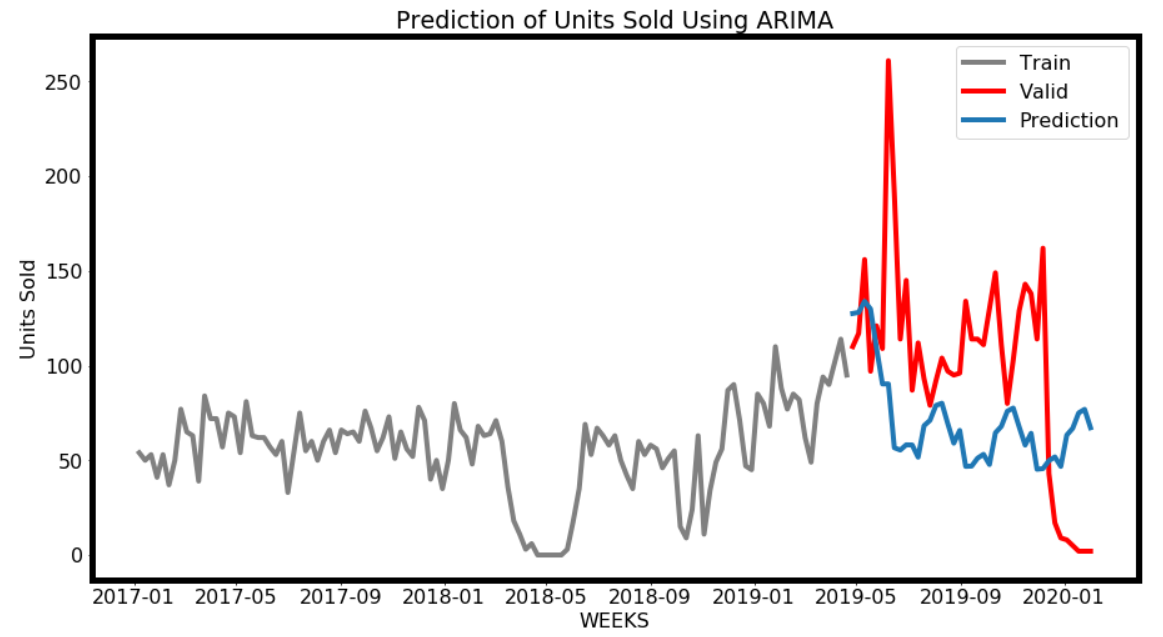 Prediction of Units Sold Using ARIMA
Train
Valid
Prediction
250
200
150
100
50
0
Units Sold
2017-01 2017-05 2017-09 2018-01 2018-05 2018-09 2019-01 2019-05 2019-09 2020-01
WEEKS